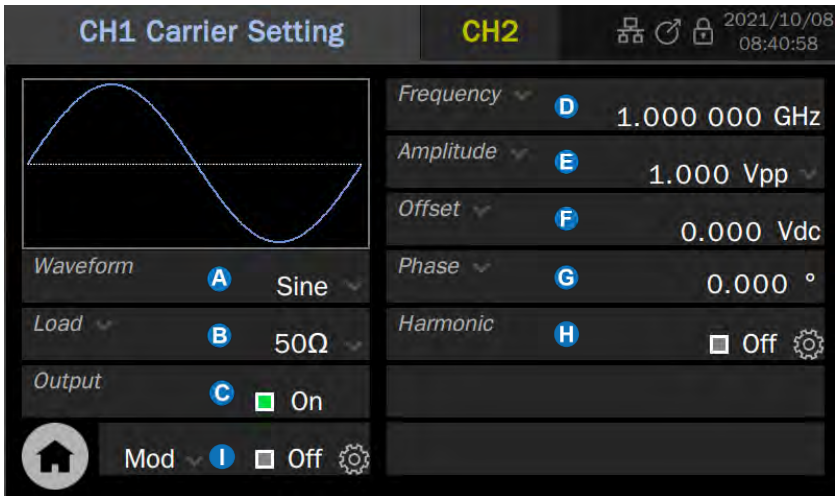 CH1 Carrier Setting
CH2
2021/10/08
08:40:58
Frequency
D
1.000 000 GHz
Amplitude
E
1.000 Vpp
Offset
F
0.000 Vdc
Waveform
A
Sine
Phase
G
0.000 °
Load
B
50Ω
Harmonic
H
Off
Output
C
On
Mod
I
Off